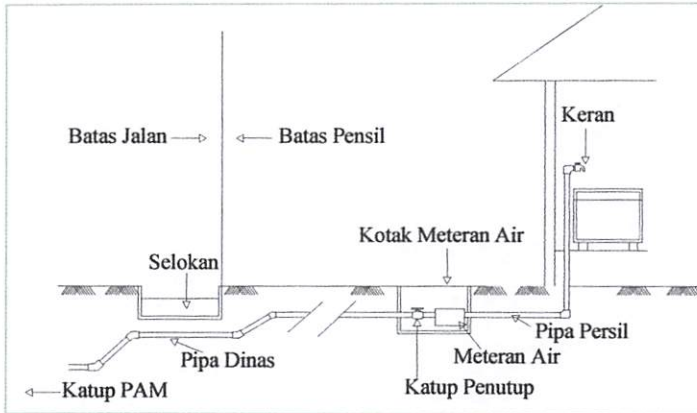 Keran
Batas Jalan
Batas Pensil
Kotak Meteran Air
Selokan
Pipa Persil
Pipa Dinas
Meteran Air
Katup PAM
Katup Penutup